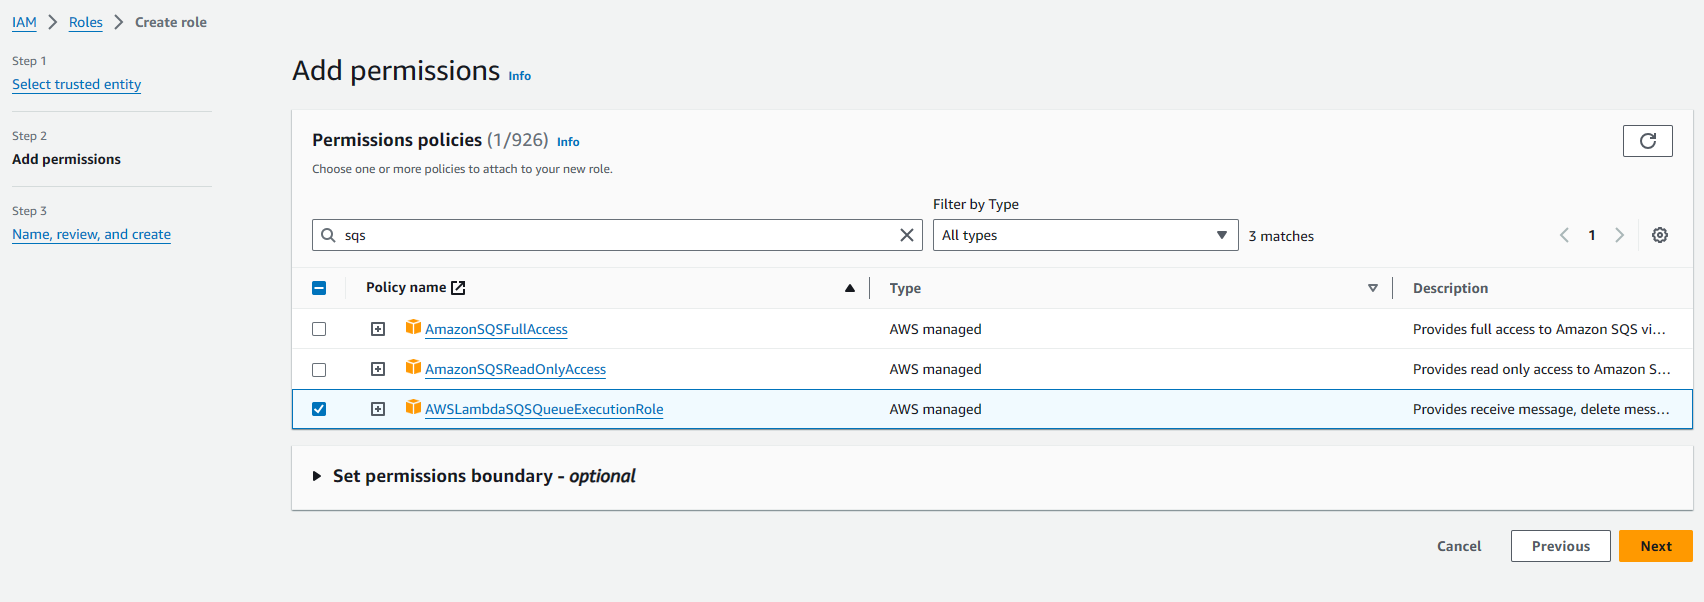 IAM > Roles > Create role
Step 1
Select trusted entity
Step 2
Add permissions
Step 3
Name, review, and create
Add permissions Info
Permissions policies (1/926) Info
Choose one or more policies to attach to your new role.
Filter by Type
sqs All types 3 matches 1
Policy name Type Description
AmazonSQSFullAccess AWS managed Provides full access to Amazon SQS vi...
AmazonSQSReadOnlyAccess AWS managed Provides read only access to Amazon S...
AWSLambdaSQSQueueExecutionRole AWS managed Provides receive message, delete mess...
Set permissions boundary - optional
Cancel Previous Next